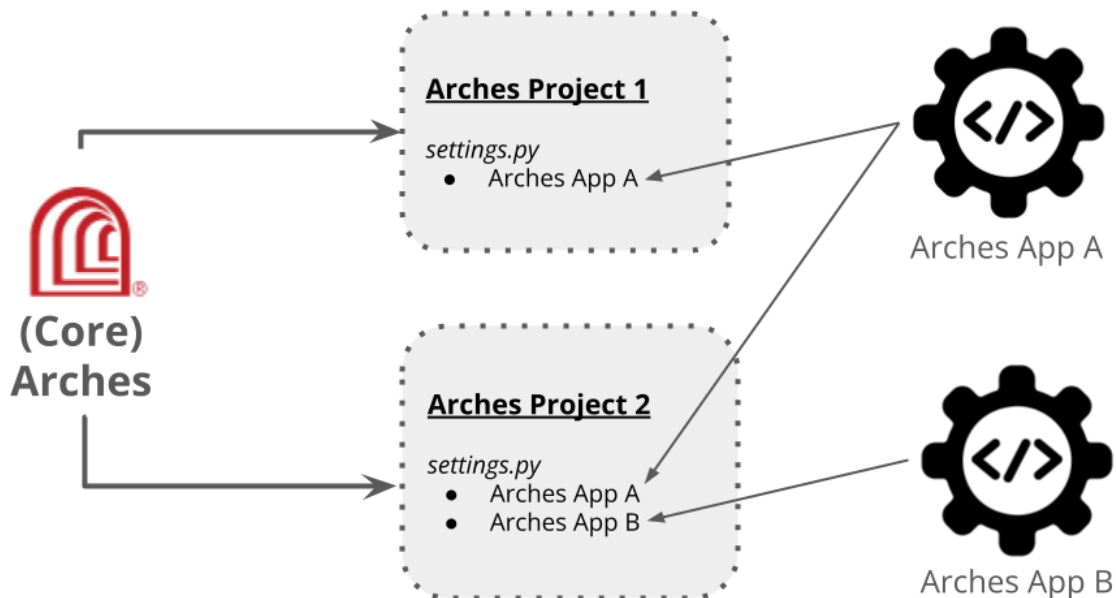 Arches Project 1
settings.py
● Arches App A
</>
Arches App A
®
(Core)
Arches
Arches Project 2
settings.py
● Arches App A
● Arches App B
</>
Arches App B